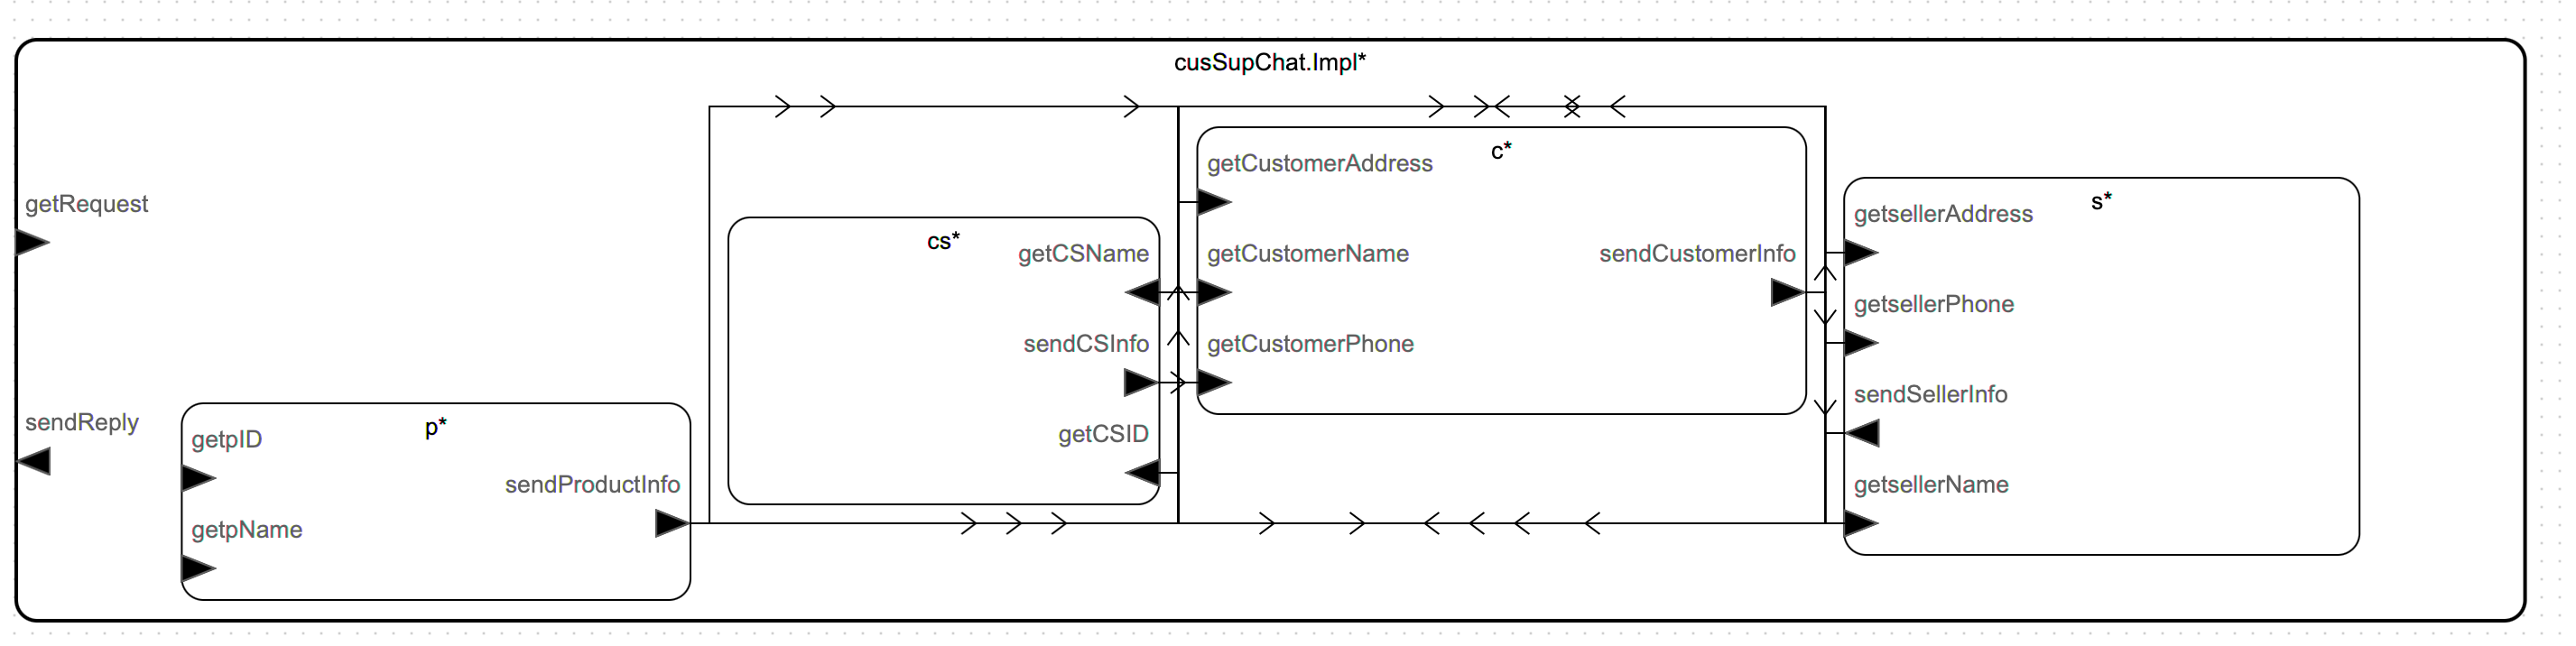 cusSupChat.Impl*
getRequest
sendReply
p*
getpID
getpName
sendProductInfo
cs*
getCSName
sendCSInfo
getCSID
c*
getCustomerAddress
getCustomerName
getCustomerPhone
sendCustomerInfo
s*
getsellerAddress
getsellerPhone
sendSellerInfo
getsellerName